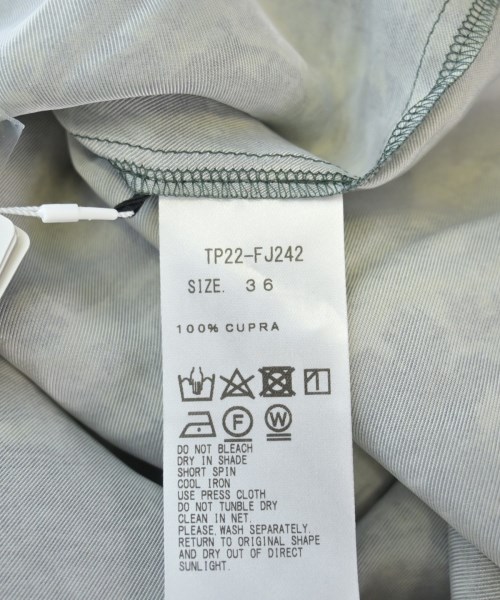 TP22-FJ242
SIZE. 36
100% CUPRA
F W
DO NOT BLEACH
DRY IN SHADE
SHORT SPIN
COOL IRON
USE PRESS CLOTH
DO NOT TUMBLE DRY
CLEAN IN NET.
PLEASE,WASH SEPARATELY.
RETURN TO ORIGINAL SHAPE
AND DRY OUT OF DIRECT
SUNLIGHT.